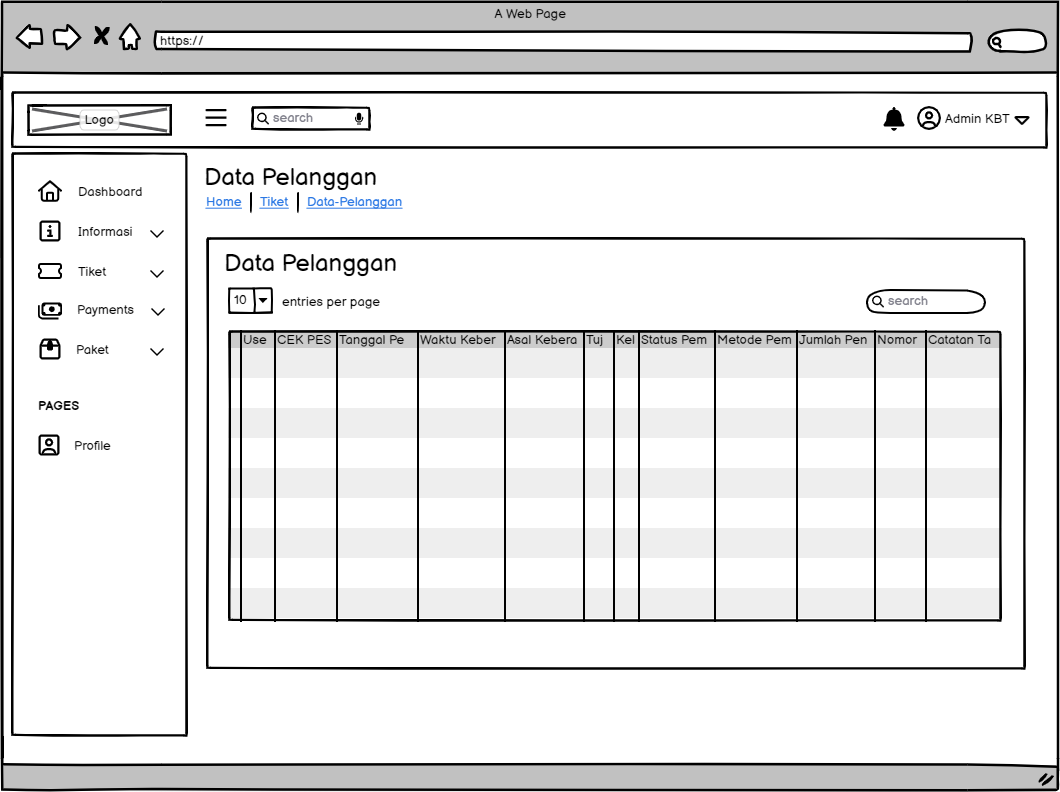 A Web Page
https://
Logo
search
Admin KBT
Dashboard
Informasi
Tiket
Payments
Paket
PAGES
Profile
Data Pelanggan
Home Tiket Data-Pelanggan
Data Pelanggan
10 entries per page
search
Use CEK PES Tanggal Pe Waktu Keber Asal Kebera Tuj Kel Status Pem Metode Pem Jumlah Pen Nomor Catatan Ta